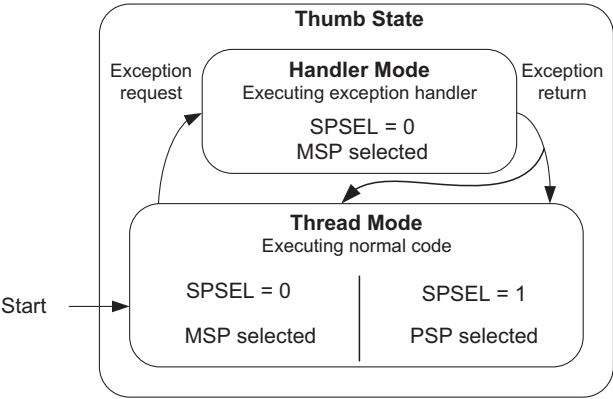 Thumb State
Exception
request
Handler Mode
Executing exception handler
SPSEL = 0
MSP selected
Exception
return
Thread Mode
Executing normal code
SPSEL = 0
MSP selected
SPSEL = 1
PSP selected
Start